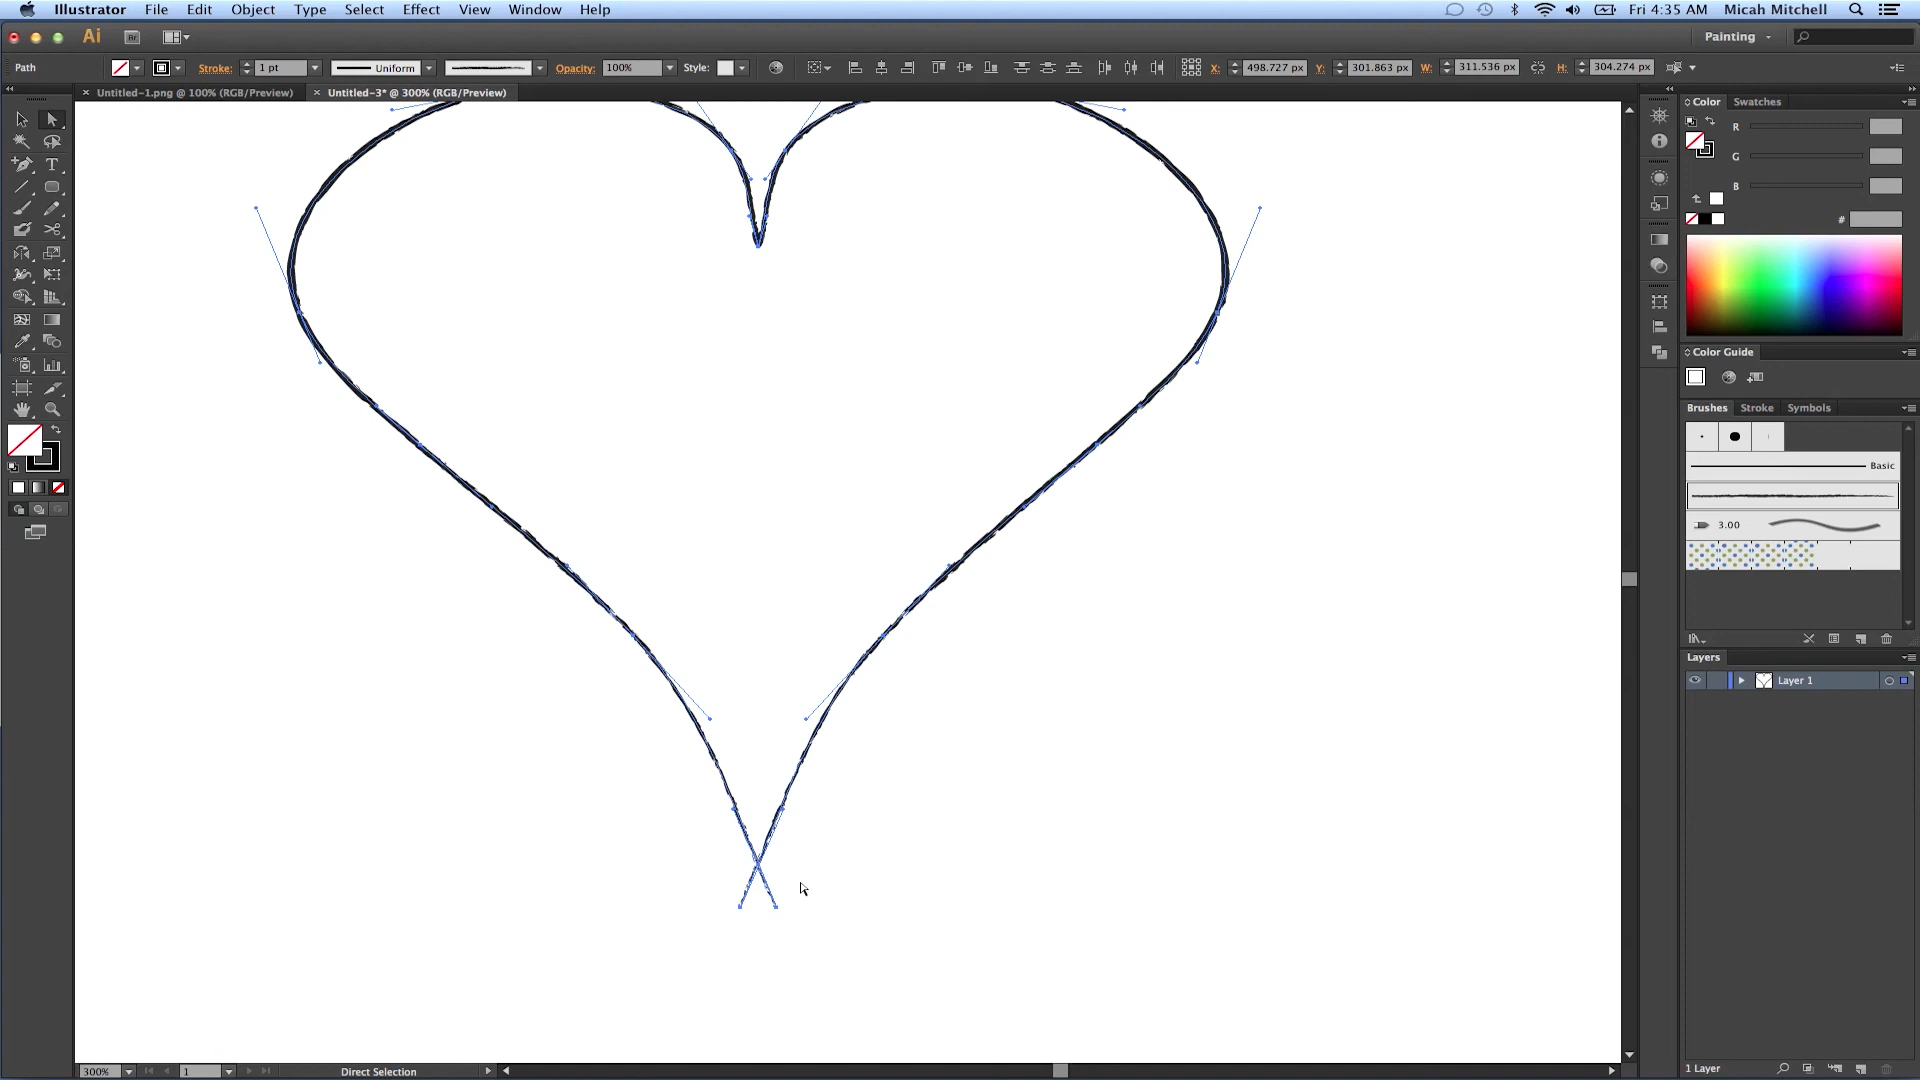 Illustrator File Edit Object Type Select Effect View Window Help Fri 4:35 AM Micah Mitchell
Ai Br Painting
Path Stroke: 1 pt Uniform Opacity: 100% Style: X: 498.727 px Y: 301.863 px W: 311.536 px H: 304.274 px
Untitled-1.png @ 100% (RGB/Preview) Untitled-3* @ 300% (RGB/Preview)
Color Swatches
R
G
B
#
Color Guide
Brushes Stroke Symbols
Basic
3.00
Layers
Layer 1
1 Layer
300% 1 Direct Selection